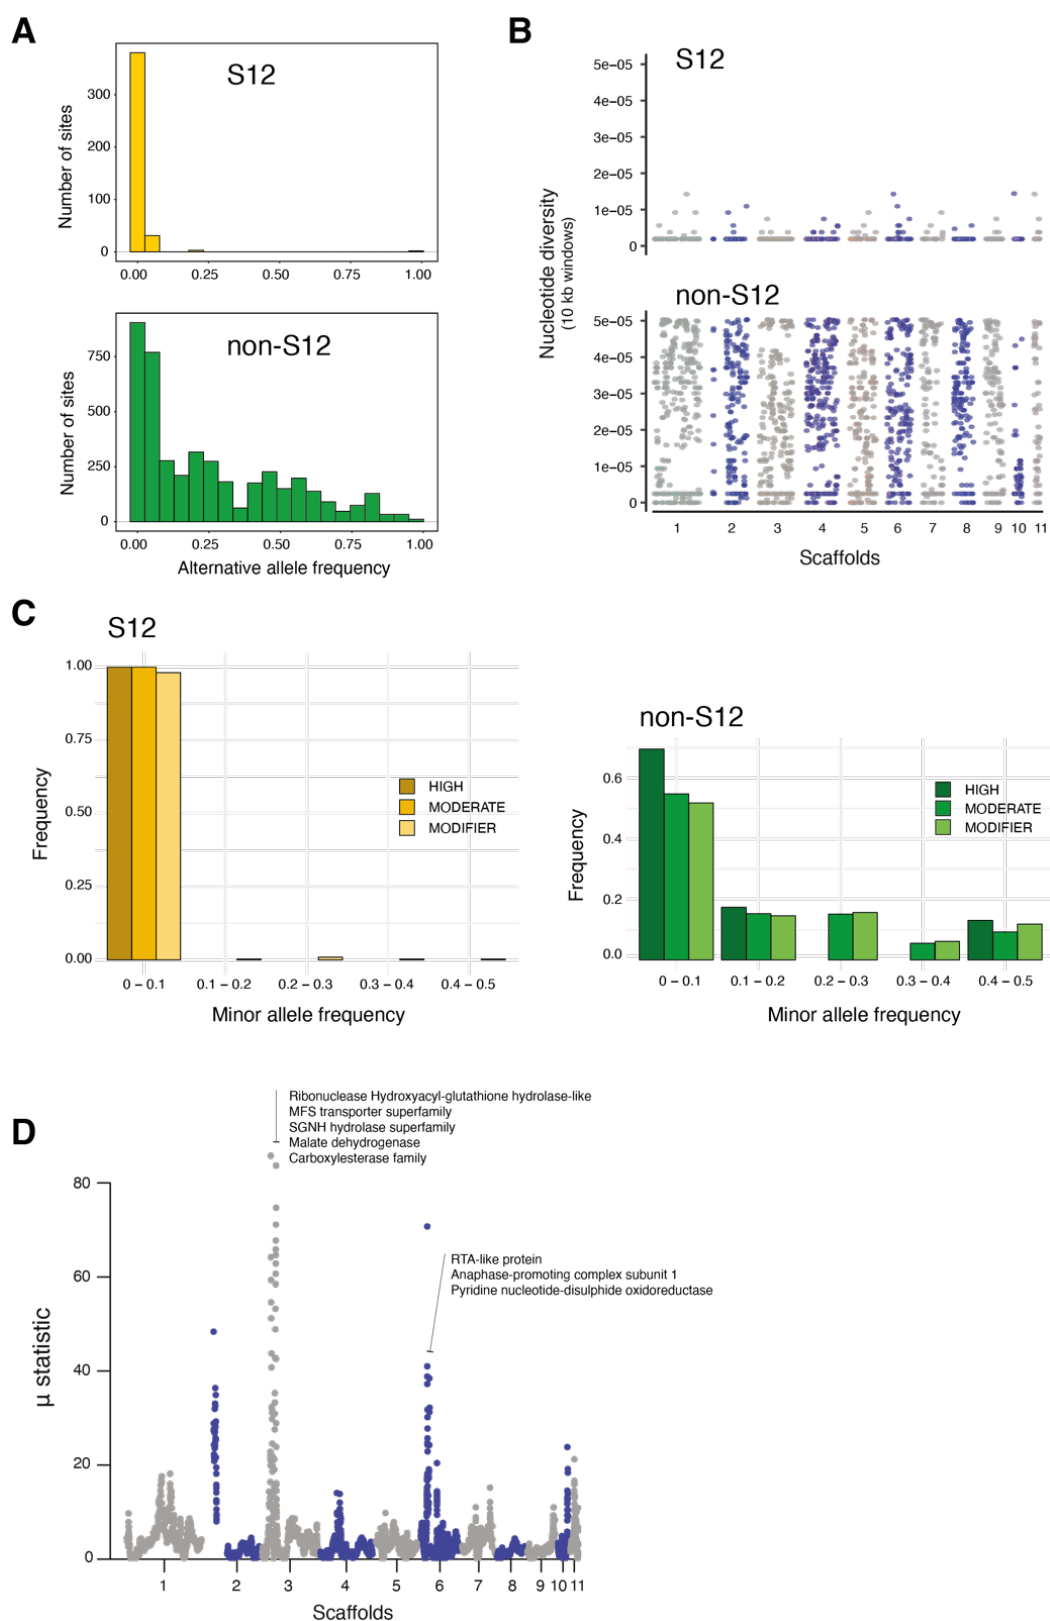 A
S12
Number of sites
300
200
100
0
0.00 0.25 0.50 0.75 1.00
non-S12
Number of sites
750
500
250
0
0.00 0.25 0.50 0.75 1.00
Alternative allele frequency
B
S12
5e−05
4e−05
3e−05
2e−05
1e−05
0
Nucleotide diversity
(10 kb windows)
non-S12
5e−05
4e−05
3e−05
2e−05
1e−05
0
1 2 3 4 5 6 7 8 9 10 11
Scaffolds
C
S12
Frequency
1.00
0.75
0.50
0.25
0.00
HIGH
MODERATE
MODIFIER
0 – 0.1 0.1 – 0.2 0.2 – 0.3 0.3 – 0.4 0.4 – 0.5
Minor allele frequency
non-S12
Frequency
0.6
0.4
0.2
0.0
HIGH
MODERATE
MODIFIER
0 – 0.1 0.1 – 0.2 0.2 – 0.3 0.3 – 0.4 0.4 – 0.5
Minor allele frequency
D
Ribonuclease Hydroxyacyl-glutathione hydrolase-like
MFS transporter superfamily
SGNH hydrolase superfamily
Malate dehydrogenase
Carboxylesterase family
RTA-like protein
Anaphase-promoting complex subunit 1
Pyridine nucleotide-disulphide oxidoreductase
µ statistic
80
60
40
20
0
1 2 3 4 5 6 7 8 9 10 11
Scaffolds